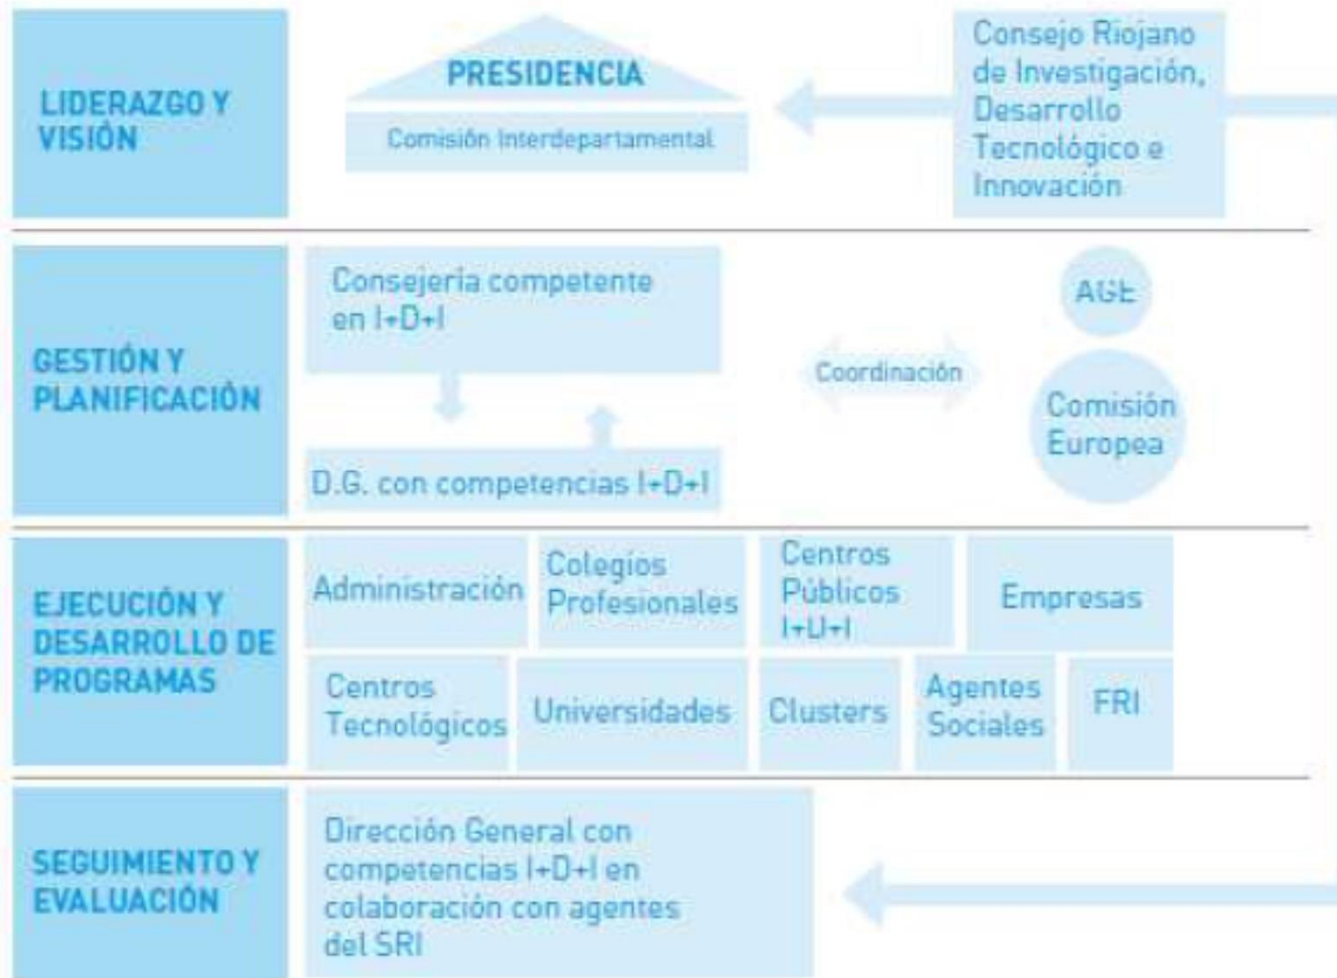 LIDERAZGO Y
VISIÓN
PRESIDENCIA
Comisión Interdepartamental
Consejo Riojano
de Investigación,
Desarrollo
Tecnológico e
Innovación
GESTIÓN Y
PLANIFICACIÓN
Consejería competente
en I+D+I
D.G. con competencias I+D+I
Coordinación
AGE
Comisión
Europea
EJECUCIÓN Y
DESARROLLO DE
PROGRAMAS
Administración
Colegios
Profesionales
Centros
Públicos
I+D+I
Empresas
Centros
Tecnológicos
Universidades
Clusters
Agentes
Sociales
FRI
SEGUIMIENTO Y
EVALUACIÓN
Dirección General con
competencias I+D+I en
colaboración con agentes
del SRI